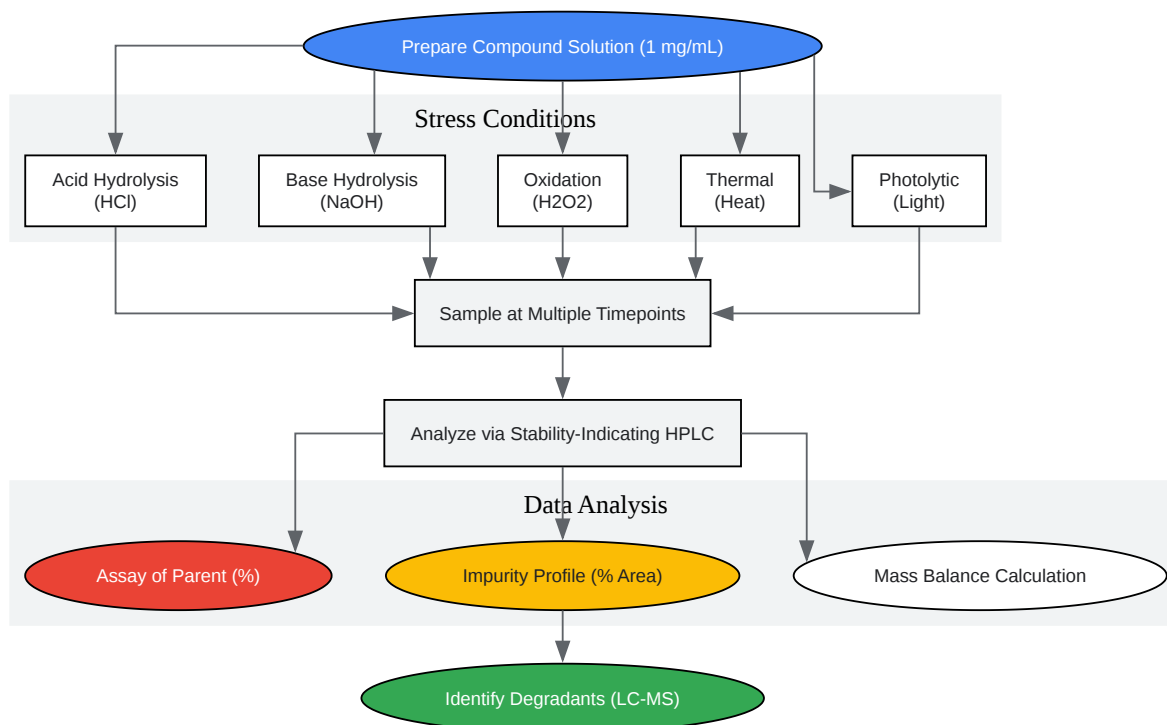 Prepare Compound Solution (1 mg/mL)
Stress Conditions
Acid Hydrolysis
(HCl)
Base Hydrolysis
(NaOH)
Oxidation
(H2O2)
Thermal
(Heat)
Photolytic
(Light)
Sample at Multiple Timepoints
Analyze via Stability-Indicating HPLC
Data Analysis
Assay of Parent (%)
Impurity Profile (% Area)
Mass Balance Calculation
Identify Degradants (LC-MS)